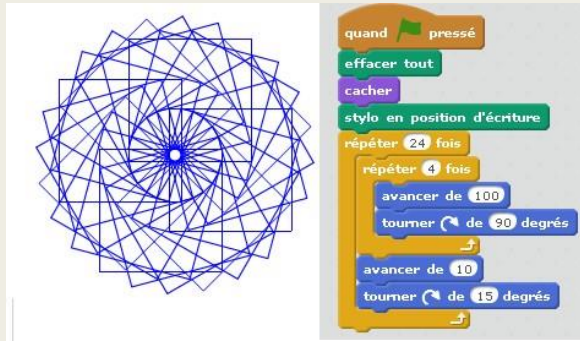 quand pressé
effacer tout
cacher
stylo en position d'écriture
répéter 24 fois
répéter 4 fois
avancer de 100
tourner de 90 degrés
avancer de 10
tourner de 15 degrés